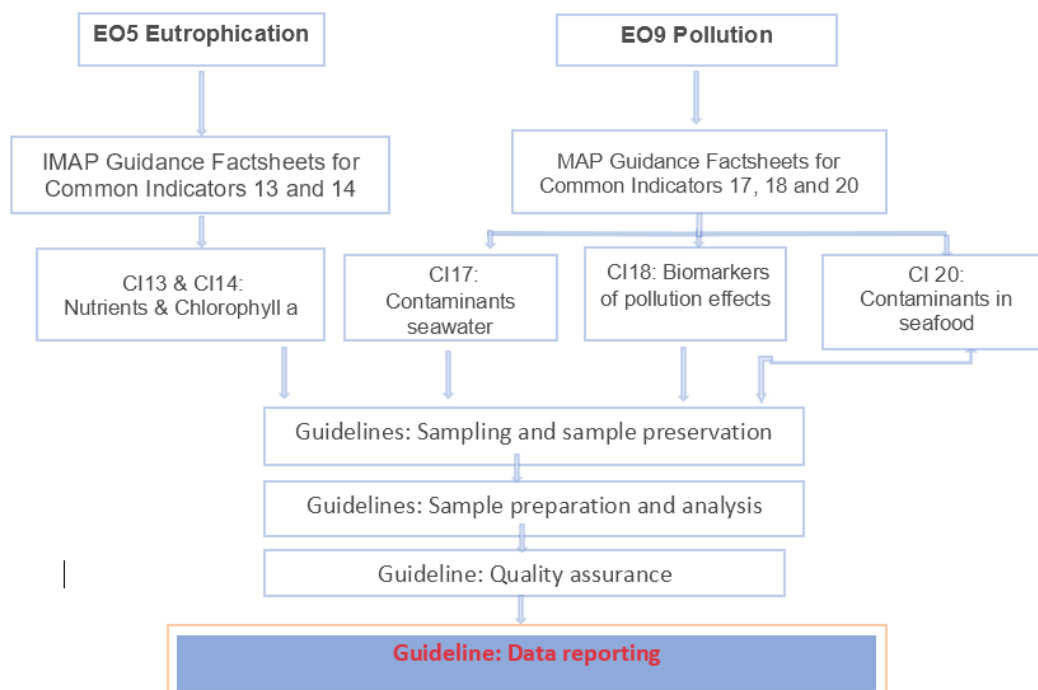 EO5 Eutrophication
EO9 Pollution
IMAP Guidance Factsheets for
Common Indicators 13 and 14
MAP Guidance Factsheets for
Common Indicators 17, 18 and 20
CI13 & CI14:
Nutrients & Chlorophyll a
CI17:
Contaminants
seawater
CI18: Biomarkers
of pollution effects
CI 20:
Contaminants in
seafood
Guidelines: Sampling and sample preservation
Guidelines: Sample preparation and analysis
Guideline: Quality assurance
Guideline: Data reporting